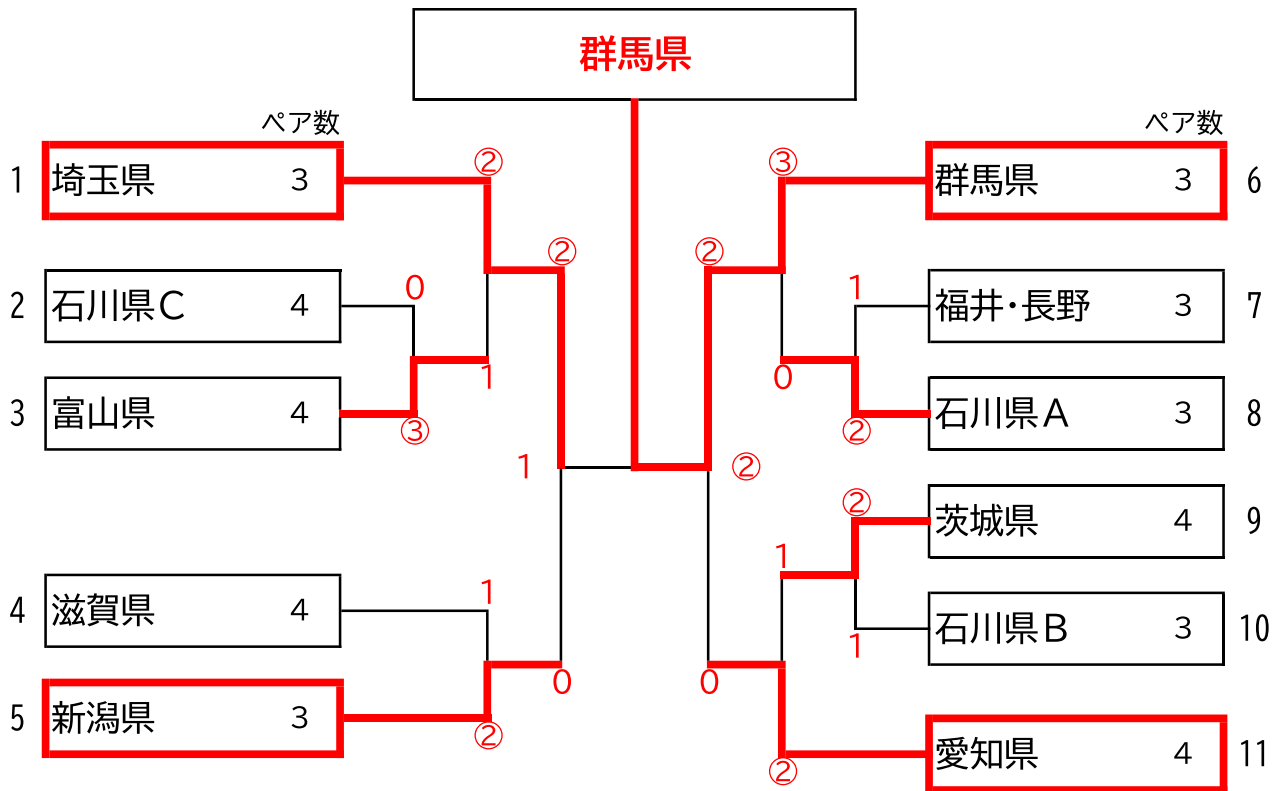 群馬県
ペア数
ペア数
1 埼玉県 3
②
③
群馬県 3 6
②
②
2 石川県C 4
0
1
福井・長野 3 7
1
0
3 富山県 4
③
②
石川県A 3 8
1
②
②
茨城県 4 9
1
4 滋賀県 4
1
1
石川県B 3 10
0
0
5 新潟県 3
②
②
愛知県 4 11